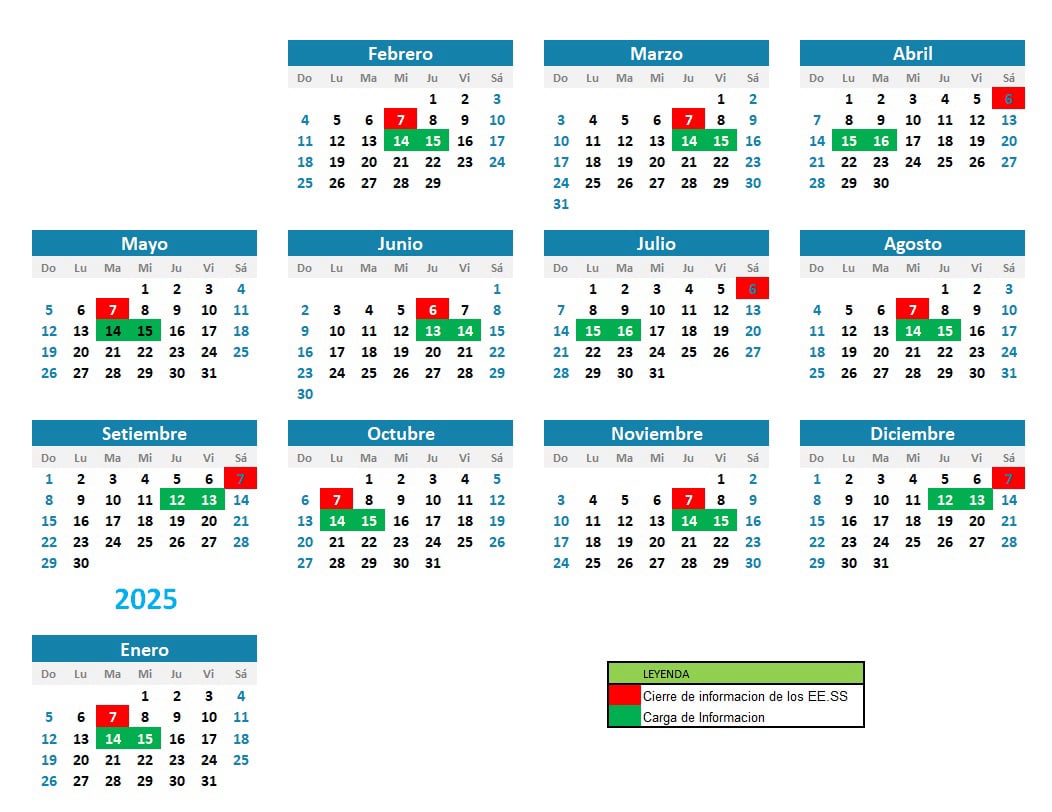 Febrero Marzo Abril
Do Lu Ma Mi Ju Vi Sá Do Lu Ma Mi Ju Vi Sá Do Lu Ma Mi Ju Vi Sá
1 2 3 1 2 1 2 3 4 5 6
4 5 6 7 8 9 10 3 4 5 6 7 8 9 7 8 9 10 11 12 13
11 12 13 14 15 16 17 10 11 12 13 14 15 16 14 15 16 17 18 19 20
18 19 20 21 22 23 24 17 18 19 20 21 22 23 21 22 23 24 25 26 27
25 26 27 28 29 24 25 26 27 28 29 30 28 29 30
31
Mayo Junio Julio Agosto
Do Lu Ma Mi Ju Vi Sá Do Lu Ma Mi Ju Vi Sá Do Lu Ma Mi Ju Vi Sá Do Lu Ma Mi Ju Vi Sá
1 2 3 4 1 1 2 3 4 5 6 1 2 3
5 6 7 8 9 10 11 2 3 4 5 6 7 8 7 8 9 10 11 12 13 4 5 6 7 8 9 10
12 13 14 15 16 17 18 9 10 11 12 13 14 15 14 15 16 17 18 19 20 11 12 13 14 15 16 17
19 20 21 22 23 24 25 16 17 18 19 20 21 22 21 22 23 24 25 26 27 18 19 20 21 22 23 24
26 27 28 29 30 31 23 24 25 26 27 28 29 28 29 30 31 25 26 27 28 29 30 31
30
Setiembre Octubre Noviembre Diciembre
Do Lu Ma Mi Ju Vi Sá Do Lu Ma Mi Ju Vi Sá Do Lu Ma Mi Ju Vi Sá Do Lu Ma Mi Ju Vi Sá
1 2 3 4 5 6 7 1 2 3 4 5 1 2 1 2 3 4 5 6 7
8 9 10 11 12 13 14 6 7 8 9 10 11 12 3 4 5 6 7 8 9 8 9 10 11 12 13 14
15 16 17 18 19 20 21 13 14 15 16 17 18 19 10 11 12 13 14 15 16 15 16 17 18 19 20 21
22 23 24 25 26 27 28 20 21 22 23 24 25 26 17 18 19 20 21 22 23 22 23 24 25 26 27 28
29 30 27 28 29 30 31 24 25 26 27 28 29 30 29 30 31
2025
Enero
Do Lu Ma Mi Ju Vi Sá
1 2 3 4
5 6 7 8 9 10 11
12 13 14 15 16 17 18
19 20 21 22 23 24 25
26 27 28 29 30 31
LEYENDA
Cierre de informacion de los EE.SS
Carga de Informacion